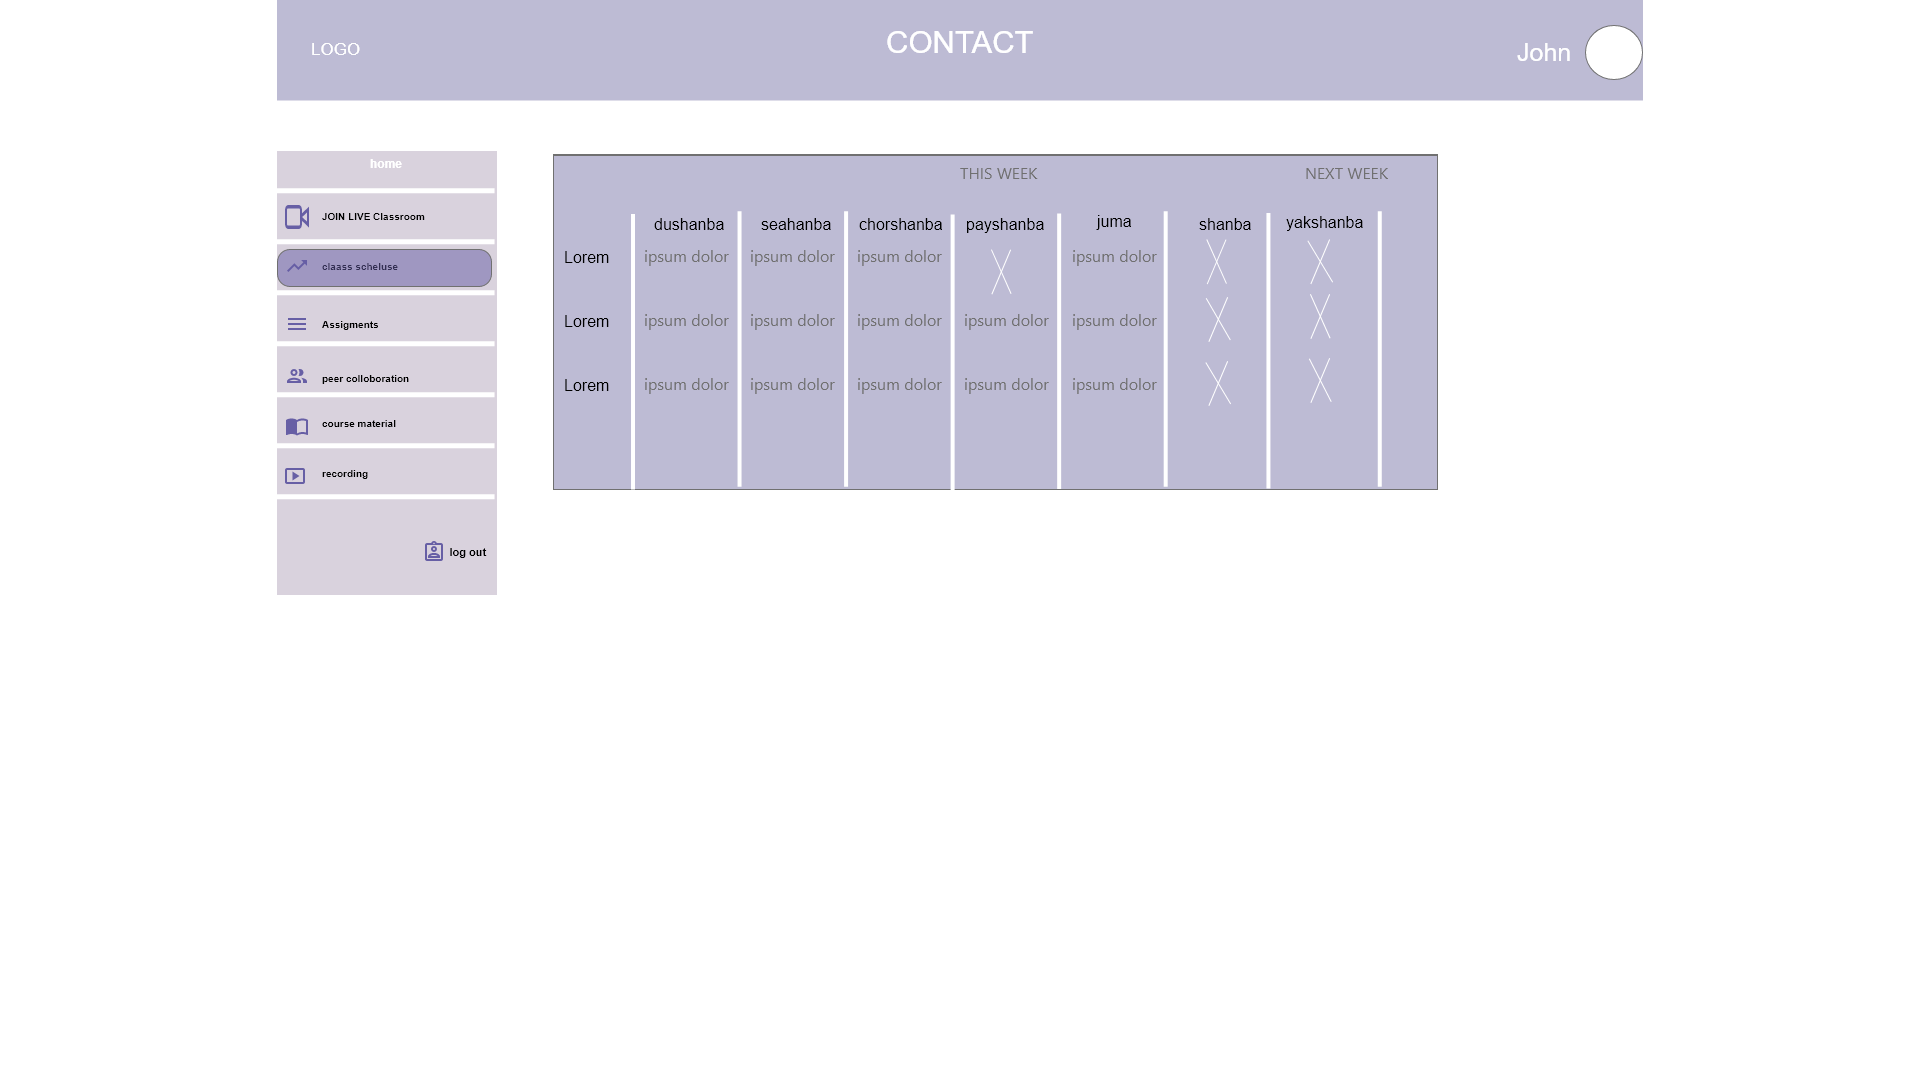 LOGO
CONTACT
John
home
JOIN LIVE Classroom
claass scheluse
Assigments
peer colloboration
course material
recording
log out
THIS WEEK
NEXT WEEK
dushanba seahanba chorshanba payshanba juma shanba yakshanba
Lorem ipsum dolor ipsum dolor ipsum dolor ipsum dolor
Lorem ipsum dolor ipsum dolor ipsum dolor ipsum dolor ipsum dolor
Lorem ipsum dolor ipsum dolor ipsum dolor ipsum dolor ipsum dolor